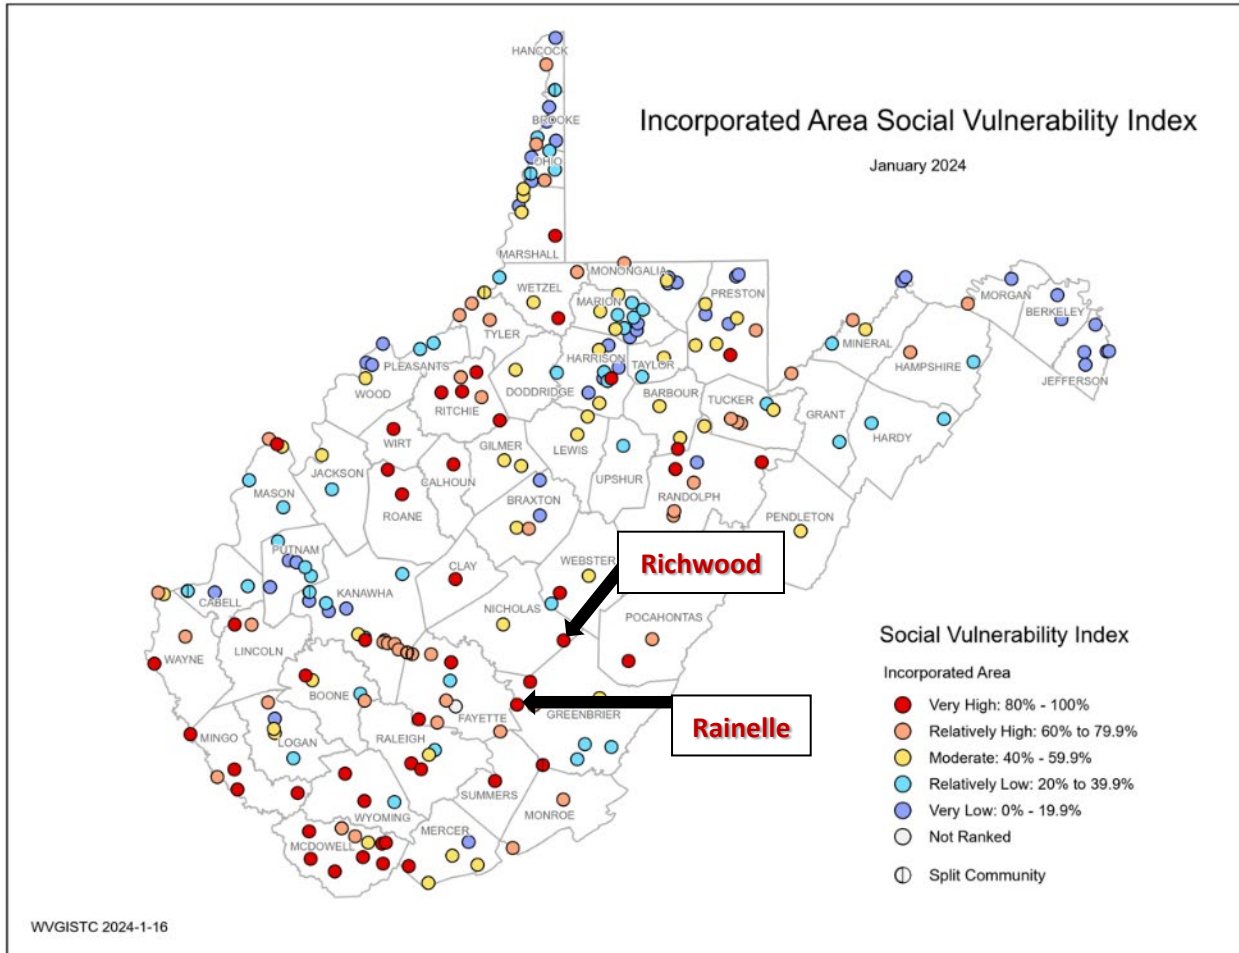 Incorporated Area Social Vulnerability Index
January 2024
HANCOCK
BROOKE
OHIO
MARSHALL
WETZEL
MONONGALIA
MARION
PRESTON
MORGAN
BERKELEY
JEFFERSON
MINERAL
HAMPSHIRE
TYLER
PLEASANTS
WOOD
RITCHIE
DODDRIDGE
HARRISON
TAYLOR
BARBOUR
TUCKER
GRANT
HARDY
WIRT
GILMER
LEWIS
UPSHUR
RANDOLPH
PENDLETON
JACKSON
CALHOUN
ROANE
MASON
BRAXTON
PUTNAM
CLAY
WEBSTER
Richwood
CABELL
KANAWHA
NICHOLAS
POCAHONTAS
WAYNE
LINCOLN
BOONE
FAYETTE
GREENBRIER
Rainelle
MINGO
LOGAN
RALEIGH
SUMMERS
MONROE
WYOMING
MCDOWELL
MERCER
Social Vulnerability Index
Incorporated Area
Very High: 80% - 100%
Relatively High: 60% to 79.9%
Moderate: 40% - 59.9%
Relatively Low: 20% to 39.9%
Very Low: 0% - 19.9%
Not Ranked
Split Community
WVGISTC 2024-1-16